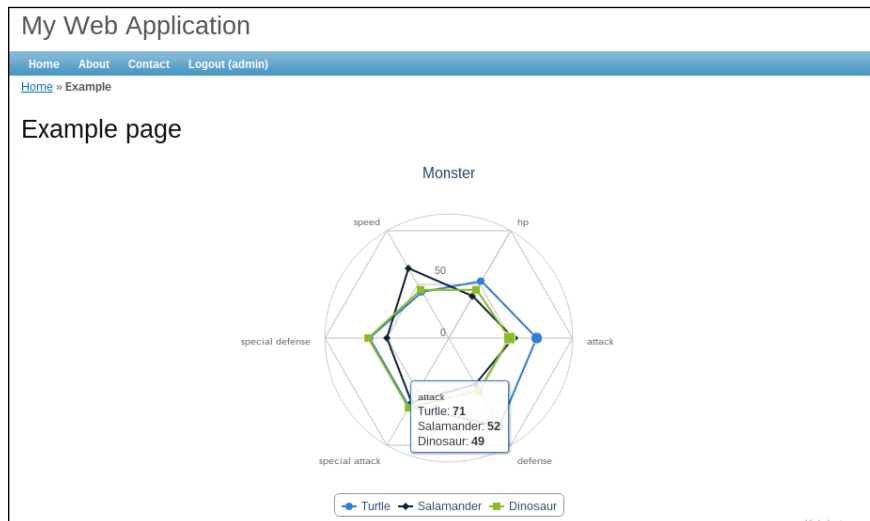 My Web Application
Home About Contact Logout (admin)
Home » Example
Example page
Monster
speed
hp
50
0
special defense
attack
attack
Turtle: 71
Salamander: 52
Dinosaur: 49
special attack
defense
Turtle Salamander Dinosaur